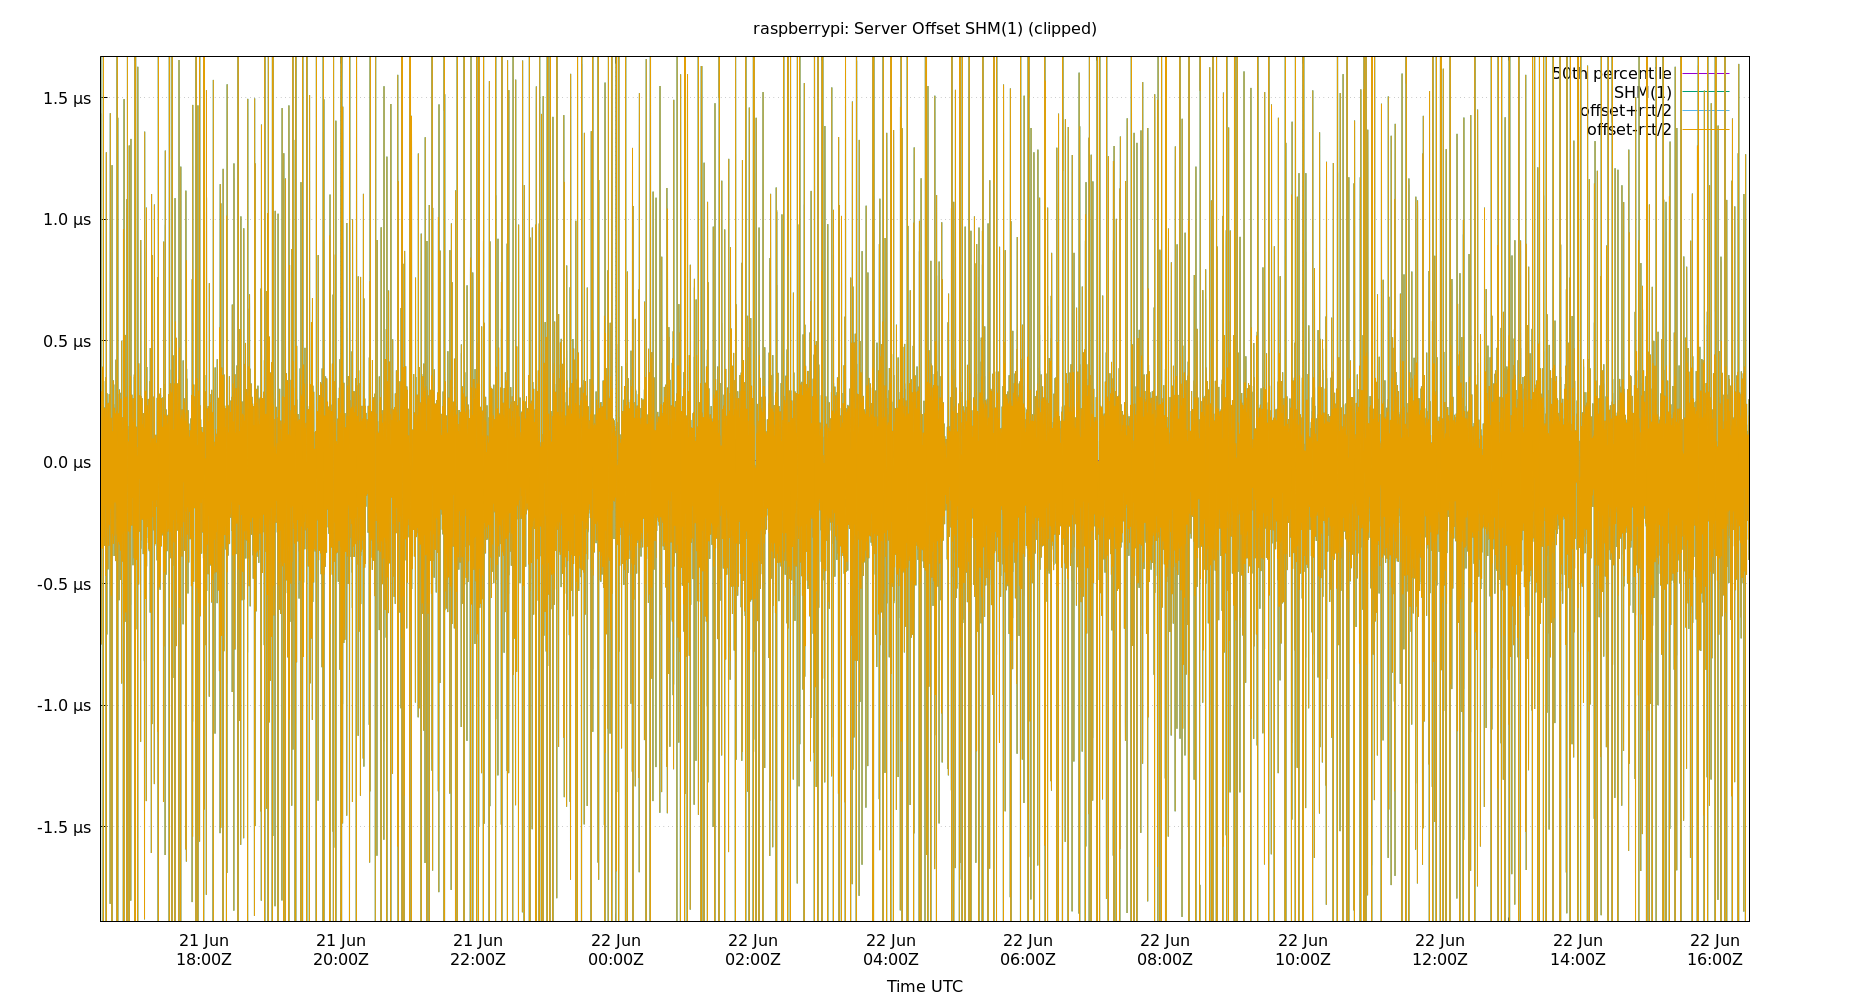 raspberrypi: Server Offset SHM(1) (clipped)
50th percentile
SHM(1)
offset+rtt/2
offset-rtt/2
1.5 µs
1.0 µs
0.5 µs
0.0 µs
-0.5 µs
-1.0 µs
-1.5 µs
21 Jun 21 Jun 21 Jun 22 Jun 22 Jun 22 Jun 22 Jun 22 Jun 22 Jun 22 Jun 22 Jun 22 Jun
18:00Z 20:00Z 22:00Z 00:00Z 02:00Z 04:00Z 06:00Z 08:00Z 10:00Z 12:00Z 14:00Z 16:00Z
Time UTC